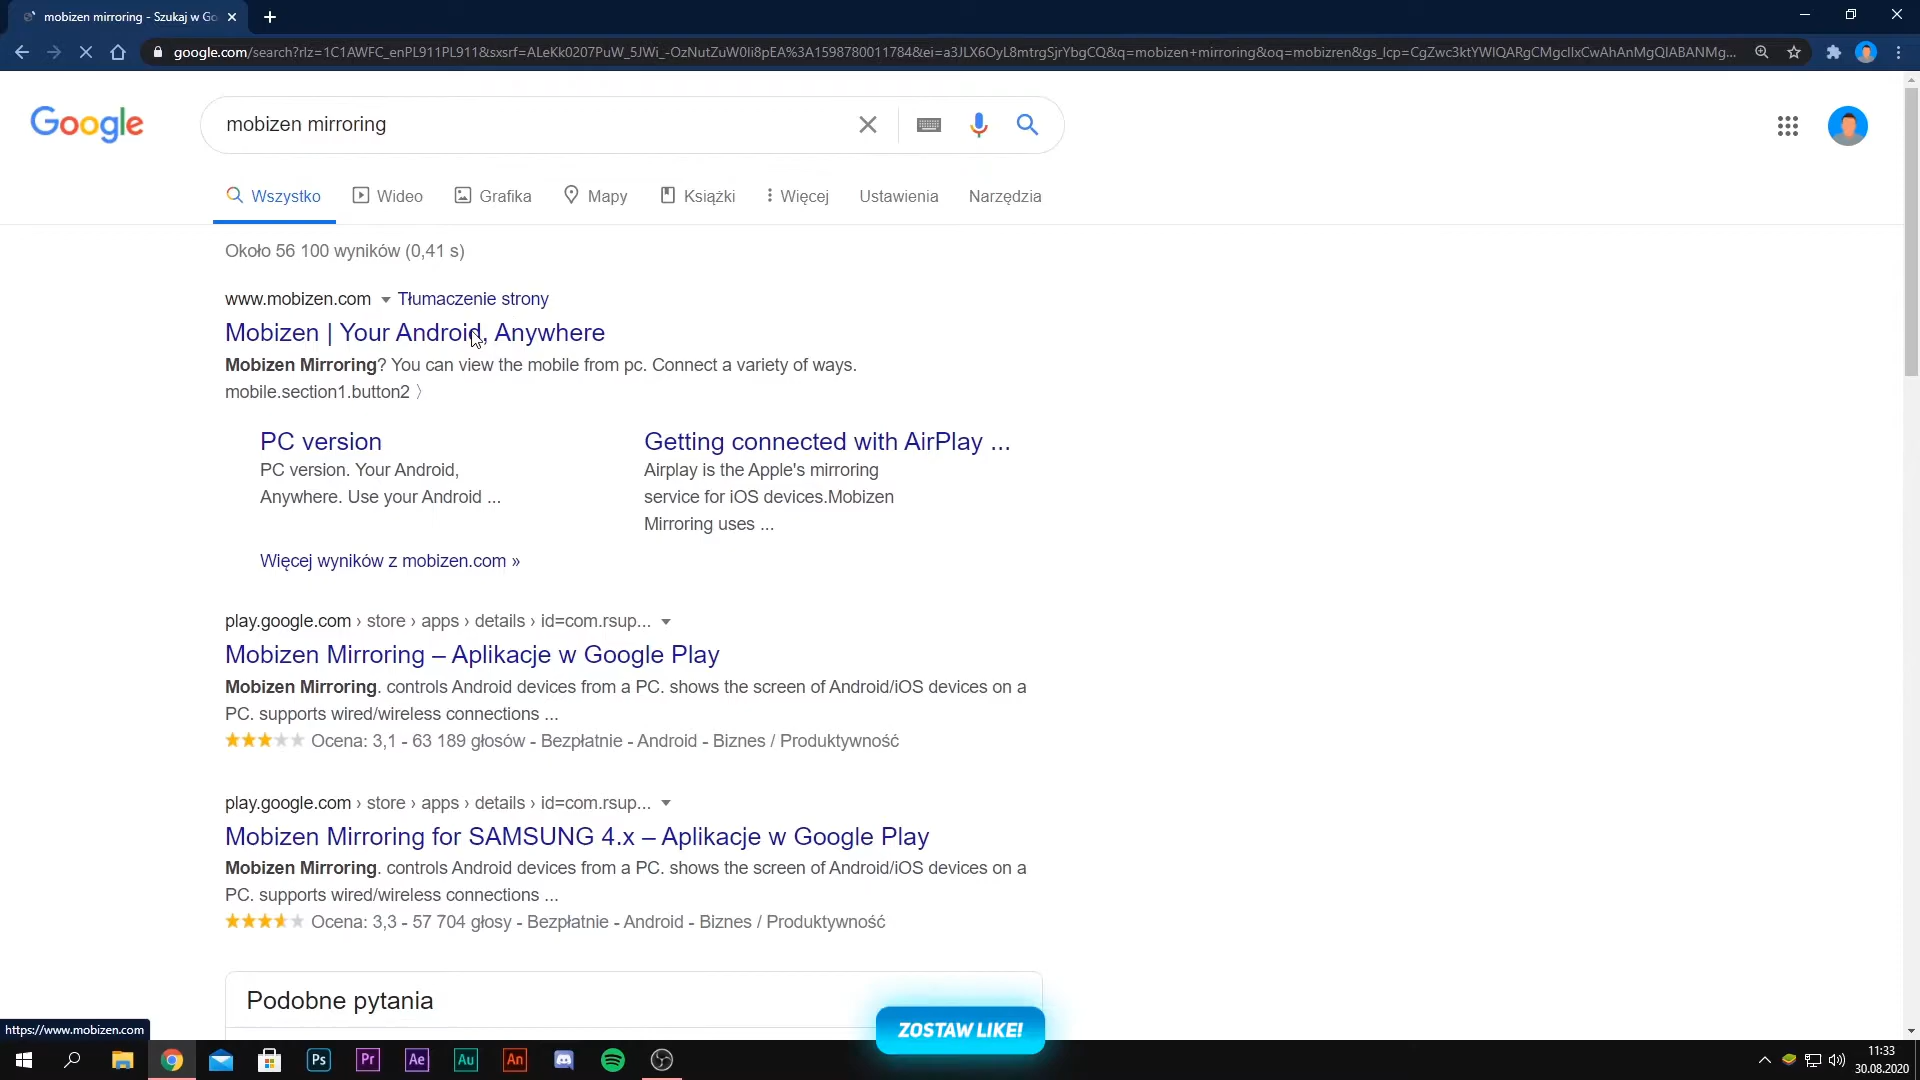 mobizen mirroring - Szukaj w Go
google.com/search?rlz=1C1AWFC_enPL911PL911&sxsrf=ALeKk0207PuW_5JWi_-OzNutZuW0Ii8pEA%3A1598780011784&ei=a3JLX6OyL8mtrgSjrYbgCQ&q=mobizen+mirroring&oq=mobizren&gs_lcp=CgZwc3ktYWIQARgCMgcIIxCwAhAnMgQIABANMg...
Google
mobizen mirroring
Wszystko Wideo Grafika Mapy Książki Więcej Ustawienia Narzędzia
Około 56 100 wyników (0,41 s)
www.mobizen.com Tłumaczenie strony
Mobizen | Your Android, Anywhere
Mobizen Mirroring? You can view the mobile from pc. Connect a variety of ways.
mobile.section1.button2 〉
PC version
PC version. Your Android,
Anywhere. Use your Android ...
Getting connected with AirPlay ...
Airplay is the Apple's mirroring
service for iOS devices.Mobizen
Mirroring uses ...
Więcej wyników z mobizen.com »
play.google.com › store › apps › details › id=com.rsup...
Mobizen Mirroring – Aplikacje w Google Play
Mobizen Mirroring. controls Android devices from a PC. shows the screen of Android/iOS devices on a
PC. supports wired/wireless connections ...
Ocena: 3,1 - 63 189 głosów - Bezpłatnie - Android - Biznes / Produktywność
play.google.com › store › apps › details › id=com.rsup...
Mobizen Mirroring for SAMSUNG 4.x – Aplikacje w Google Play
Mobizen Mirroring. controls Android devices from a PC. shows the screen of Android/iOS devices on a
PC. supports wired/wireless connections ...
Ocena: 3,3 - 57 704 głosy - Bezpłatnie - Android - Biznes / Produktywność
Podobne pytania
ZOSTAW LIKE!
https://www.mobizen.com
Ps Pr Ae Au An
11:33
30.08.2020